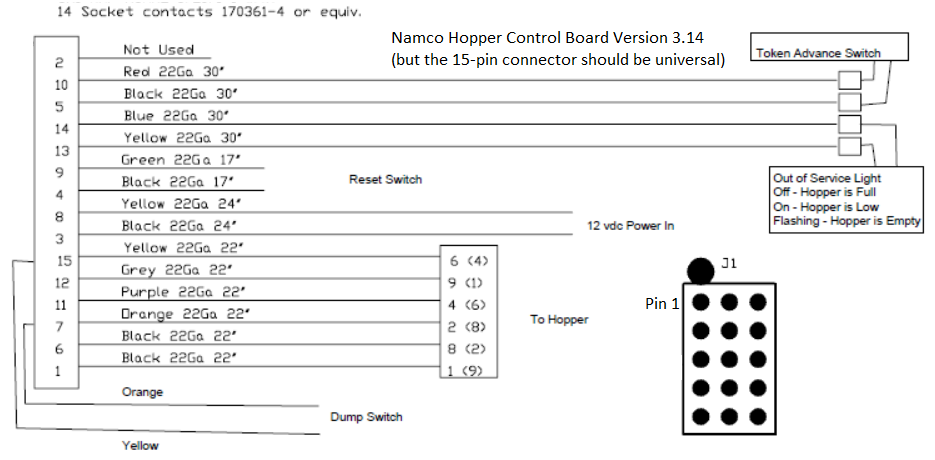 14 Socket contacts 170361-4 or equiv.
Namco Hopper Control Board Version 3.14
(but the 15-pin connector should be universal)
Token Advance Switch
Not Used
2
Red 22Ga 30"
10
Black 22Ga 30"
5
Blue 22Ga 30"
14
Yellow 22Ga 30"
13
Green 22Ga 17"
9
Black 22Ga 17"
4
Reset Switch
Yellow 22Ga 24"
8
Black 22Ga 24"
3
12 vdc Power In
Out of Service Light
Off - Hopper is Full
On - Hopper is Low
Flashing - Hopper is Empty
Yellow 22Ga 22"
15
6 (4)
Grey 22Ga 22"
12
9 (1)
Purple 22Ga 22"
11
4 (6)
Orange 22Ga 22"
7
2 (8)
Black 22Ga 22"
6
8 (2)
Black 22Ga 22"
1
1 (9)
To Hopper
Orange
Dump Switch
Yellow
J1
Pin 1